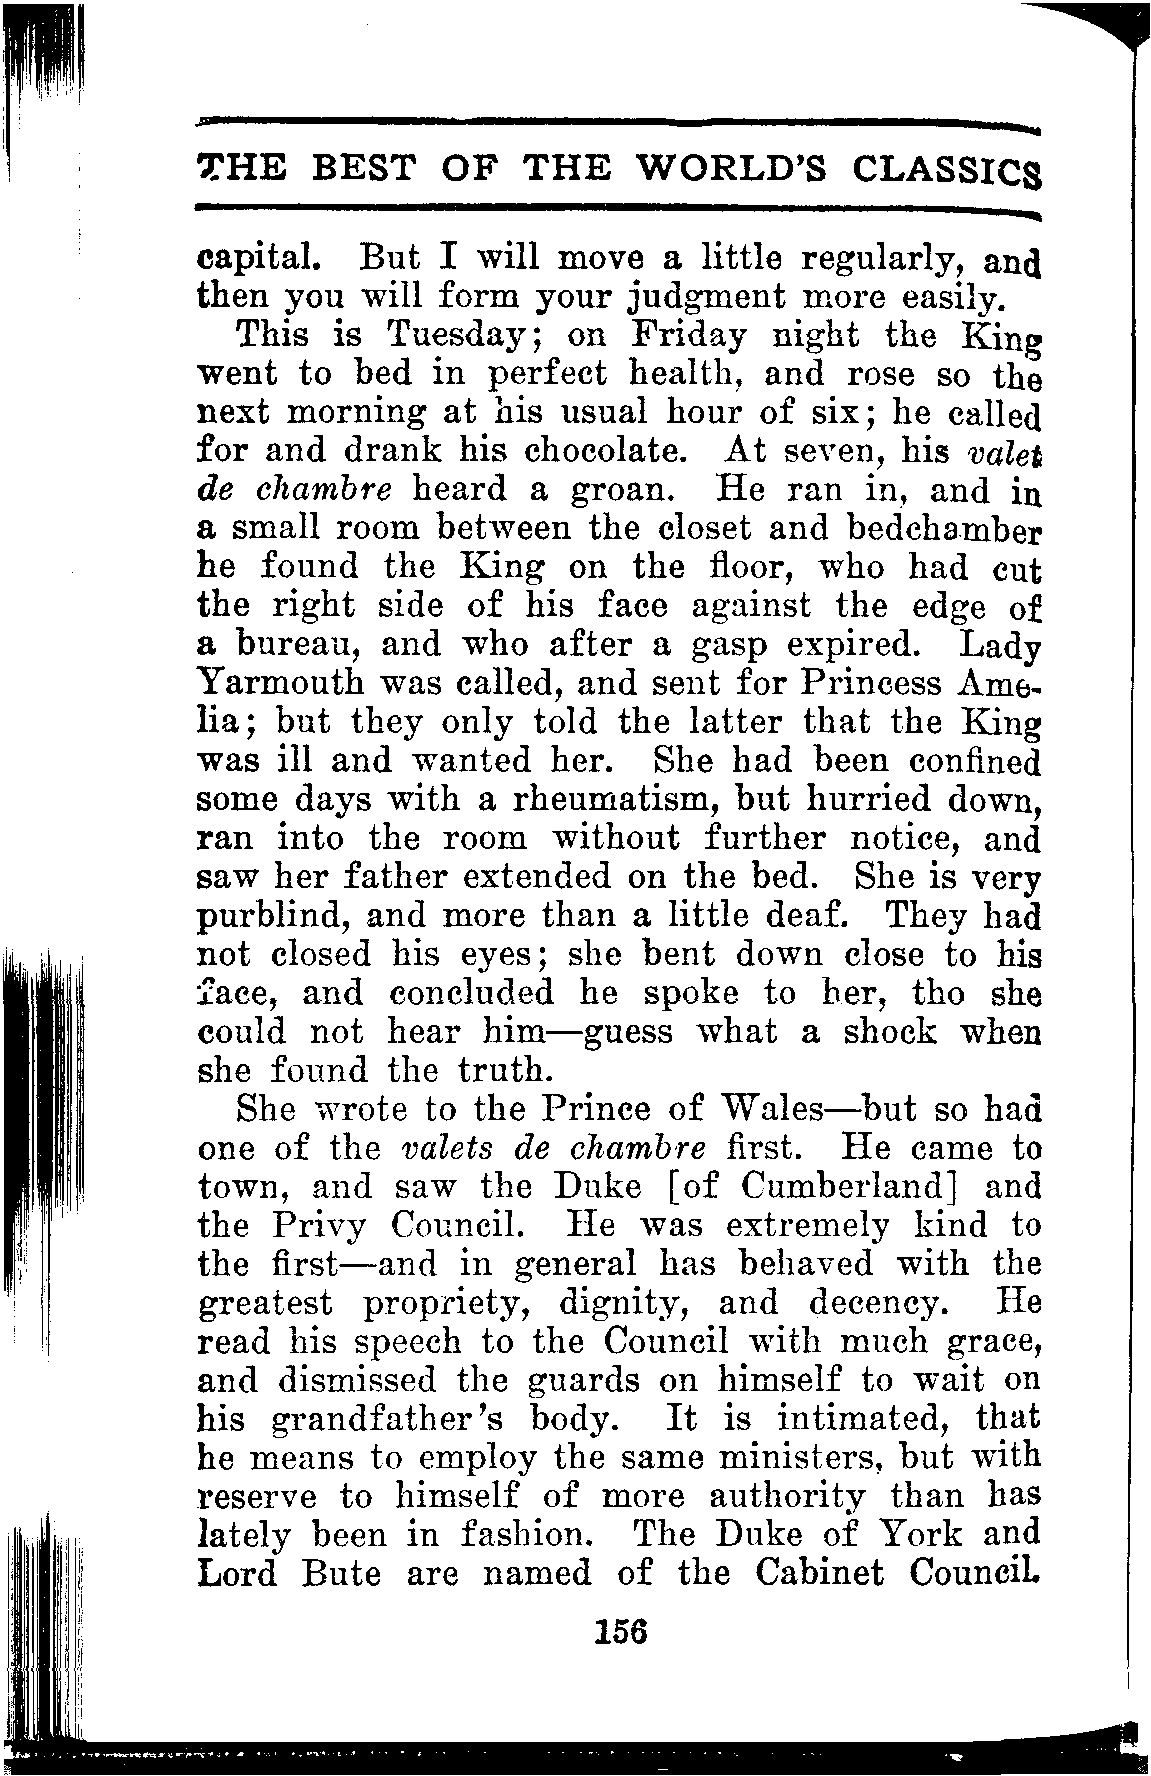 THE BEST OF THE WORLD'S CLASSICS
capital. But I will move a little regularly, and
then you will form your judgment more easily.
This is Tuesday; on Friday night the King
went to bed in perfect health, and rose so the
next morning at his usual hour of six; he called
for and drank his chocolate. At seven, his valet
de chambre heard a groan. He ran in, and in
a small room between the closet and bedchamber
he found the King on the floor, who had cut
the right side of his face against the edge of
a bureau, and who after a gasp expired. Lady
Yarmouth was called, and sent for Princess Ame-
lia; but they only told the latter that the King
was ill and wanted her. She had been confined
some days with a rheumatism, but hurried down,
ran into the room without further notice, and
saw her father extended on the bed. She is very
purblind, and more than a little deaf. They had
not closed his eyes; she bent down close to his
face, and concluded he spoke to her, tho she
could not hear him—guess what a shock when
she found the truth.
She wrote to the Prince of Wales—but so had
one of the valets de chambre first. He came to
town, and saw the Duke [of Cumberland] and
the Privy Council. He was extremely kind to
the first—and in general has behaved with the
greatest propriety, dignity, and decency. He
read his speech to the Council with much grace,
and dismissed the guards on himself to wait on
his grandfather's body. It is intimated, that
he means to employ the same ministers, but with
reserve to himself of more authority than has
lately been in fashion. The Duke of York and
Lord Bute are named of the Cabinet Council.
156